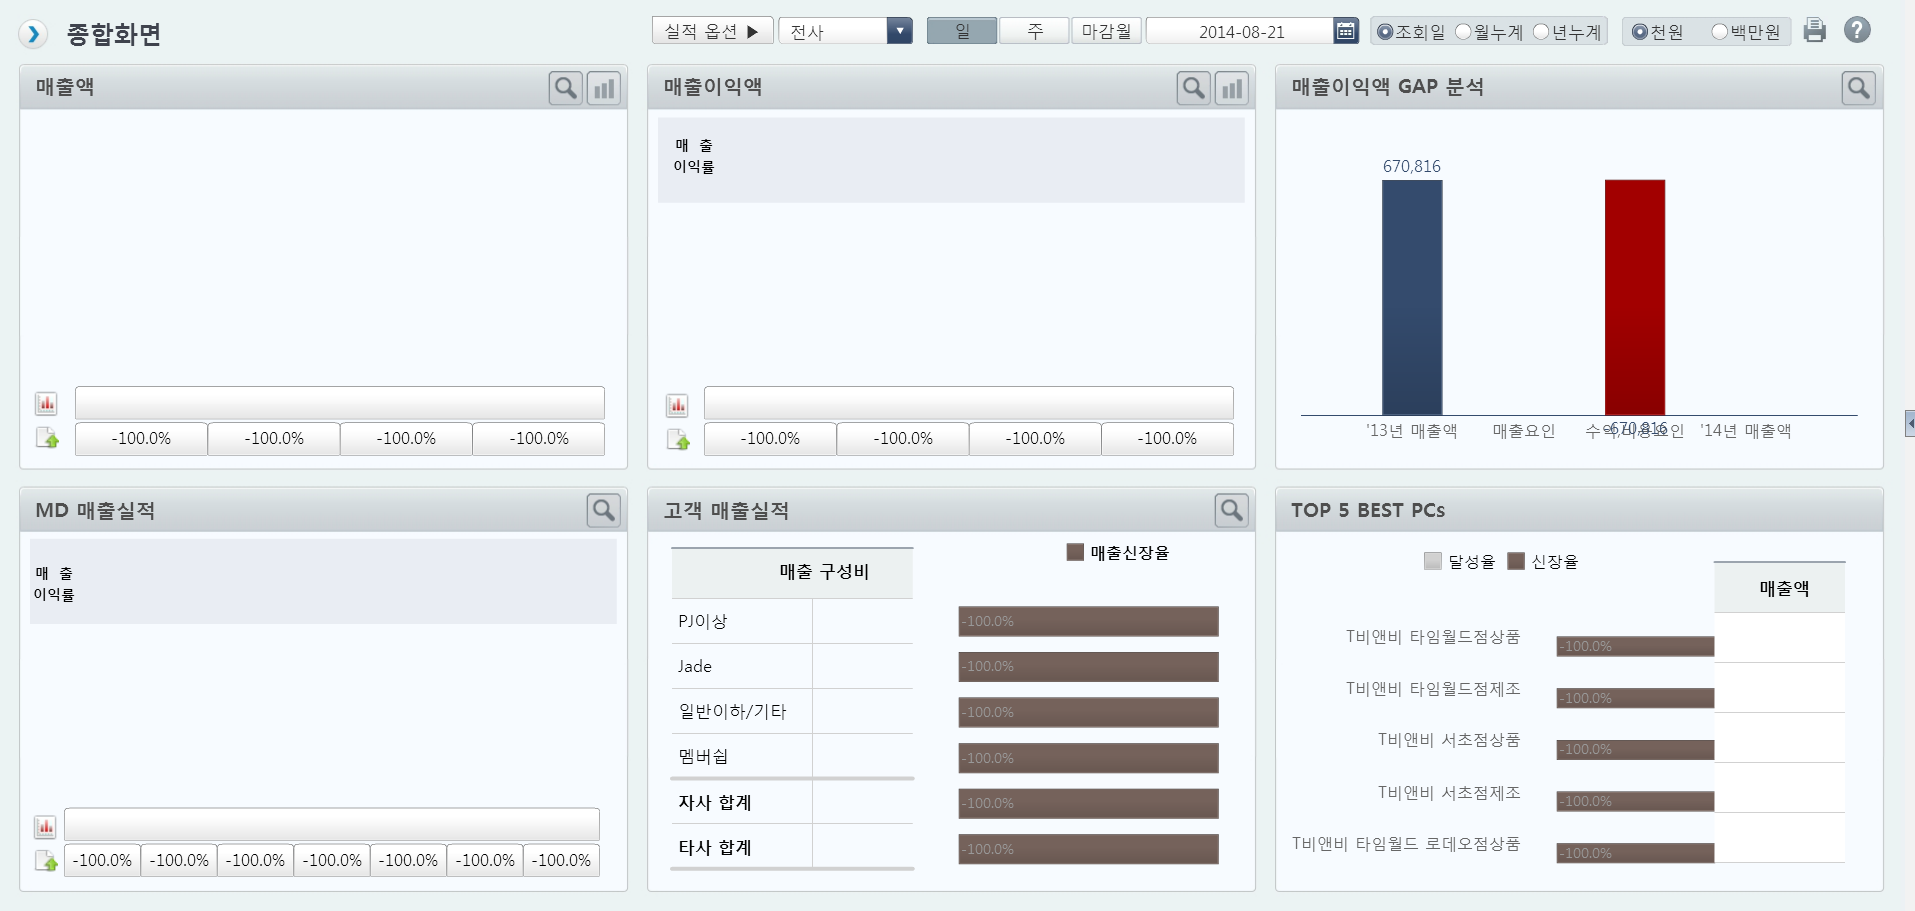 종합화면
실적 옵션 ▶ 전사 일 주 마감월 2014-08-21 조회일 월누계 년누계 천원 백만원
매출액
-100.0% -100.0% -100.0% -100.0%
매출이익액
매 출
이익률
-100.0% -100.0% -100.0% -100.0%
매출이익액 GAP 분석
670,816
'13년 매출액 매출요인 수익/비용요인 '14년 매출액
-670,816
MD 매출실적
매 출
이익률
-100.0% -100.0% -100.0% -100.0% -100.0% -100.0% -100.0%
고객 매출실적
매출 구성비
매출신장율
PJ이상 -100.0%
Jade -100.0%
일반이하/기타 -100.0%
멤버쉽 -100.0%
자사 합계 -100.0%
타사 합계 -100.0%
TOP 5 BEST PCs
달성율 신장율
매출액
T비앤비 타임월드점상품 -100.0%
T비앤비 타임월드점제조 -100.0%
T비앤비 서초점상품 -100.0%
T비앤비 서초점제조 -100.0%
T비앤비 타임월드 로데오점상품 -100.0%